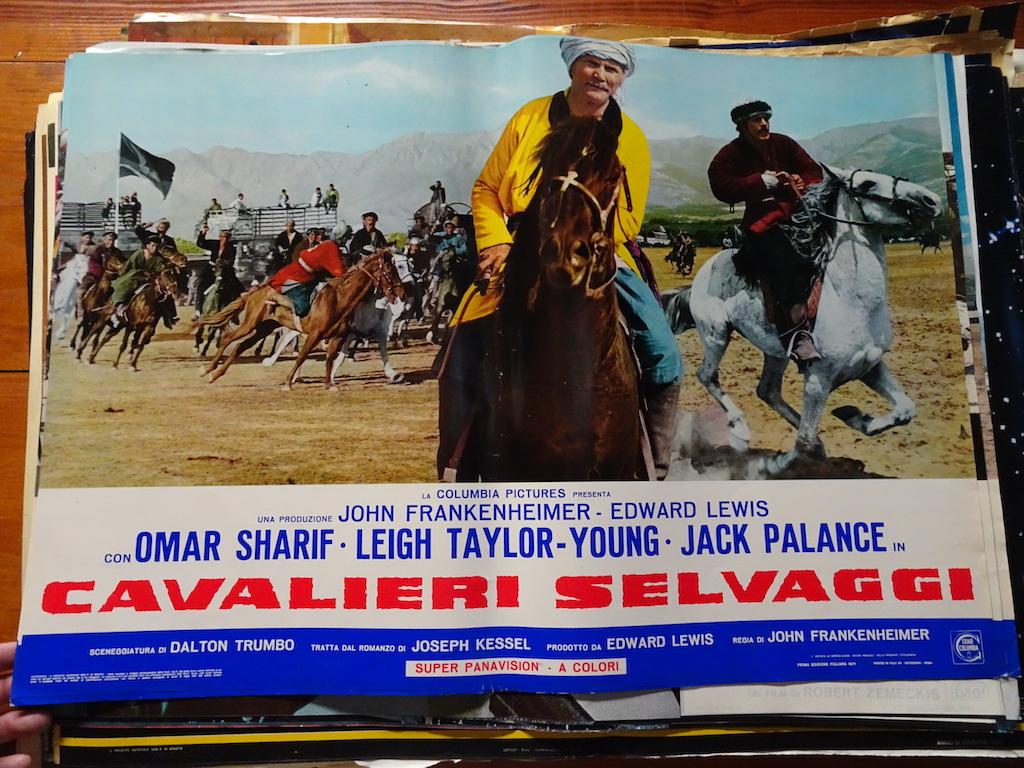 LA COLUMBIA PICTURES PRESENTA
UNA PRODUZIONE JOHN FRANKENHEIMER - EDWARD LEWIS
CON OMAR SHARIF · LEIGH TAYLOR-YOUNG · JACK PALANCE IN
CAVALIERI SELVAGGI
SCENEGGIATURA DI DALTON TRUMBO TRATTA DAL ROMANZO DI JOSEPH KESSEL PRODOTTO DA EDWARD LEWIS REGIA DI JOHN FRANKENHEIMER
SUPER PANAVISION® - A COLORI
PRIMA EDIZIONE ITALIANA 1971
COLUMBIA
UN FILM DI ROBERT ZEMECKIS